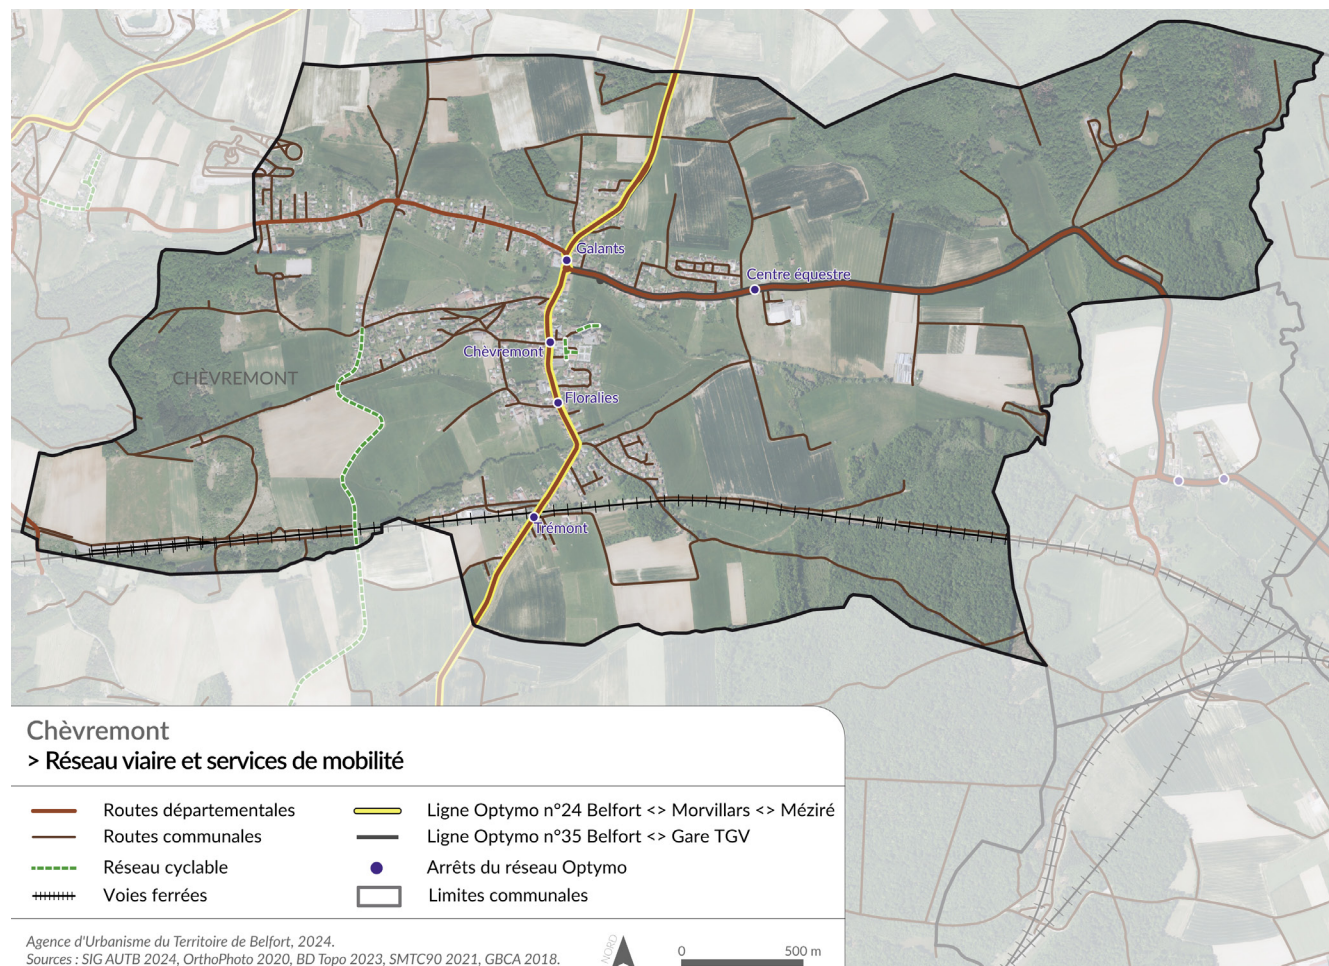 Galants
Centre équestre
Chèvremont
CHÈVREMONT
Floralies
Trémont
Chèvremont
> Réseau viaire et services de mobilité
Routes départementales
Ligne Optymo n°24 Belfort <> Morvillars <> Méziré
Routes communales
Ligne Optymo n°35 Belfort <> Gare TGV
Réseau cyclable
Arrêts du réseau Optymo
Voies ferrées
Limites communales
Agence d'Urbanisme du Territoire de Belfort, 2024.
Sources : SIG AUTB 2024, OrthoPhoto 2020, BD Topo 2023, SMTC90 2021, GBCA 2018.
NORD
0 500 m